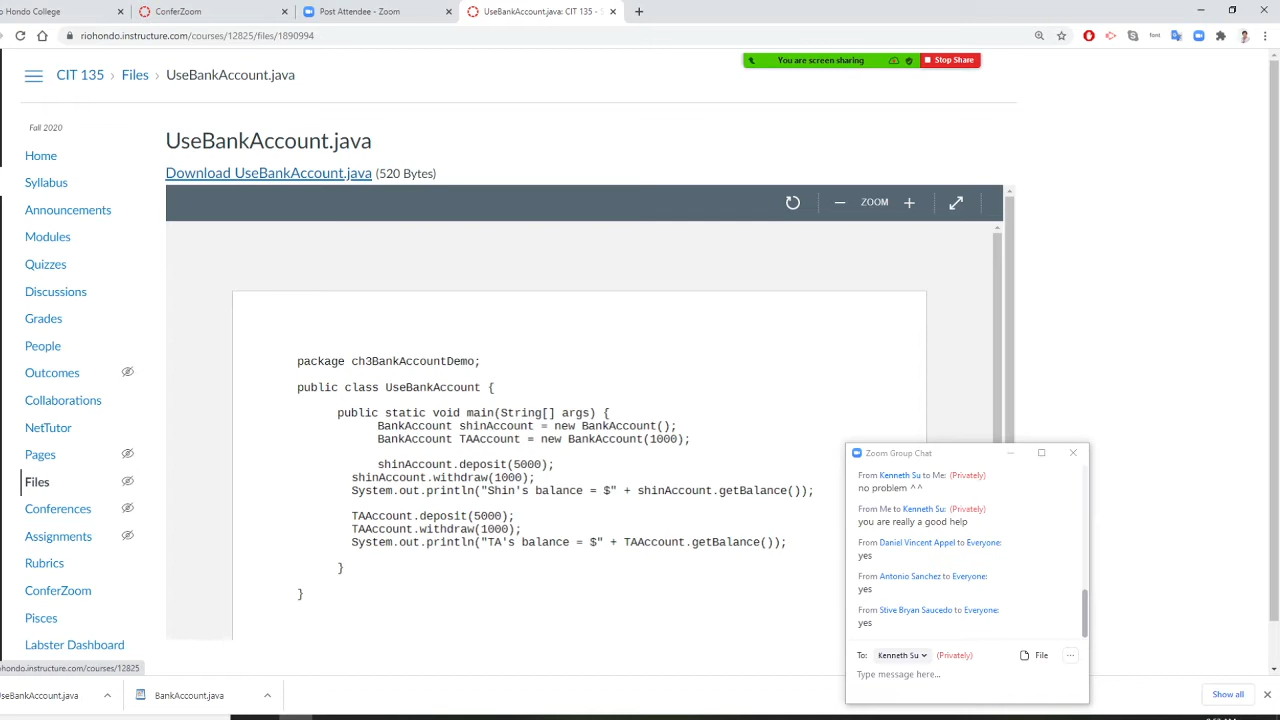 o Hondo College
ConferZoom
Post Attendee - Zoom
UseBankAccount.java: CIT 135 -
riohondo.instructure.com/courses/12825/files/1890994
You are screen sharing
Stop Share
CIT 135 › Files › UseBankAccount.java
Fall 2020
Home
Syllabus
Announcements
Modules
Quizzes
Discussions
Grades
People
Outcomes
Collaborations
NetTutor
Pages
Files
Conferences
Assignments
Rubrics
ConferZoom
Pisces
Labster Dashboard
UseBankAccount.java
Download UseBankAccount.java (520 Bytes)
ZOOM
package ch3BankAccountDemo;
public class UseBankAccount {
public static void main(String[] args) {
BankAccount shinAccount = new BankAccount();
BankAccount TAAccount = new BankAccount(1000);
shinAccount.deposit(5000);
shinAccount.withdraw(1000);
System.out.println("Shin's balance = $" + shinAccount.getBalance());
TAAccount.deposit(5000);
TAAccount.withdraw(1000);
System.out.println("TA's balance = $" + TAAccount.getBalance());
}
}
Zoom Group Chat
From Kenneth Su to Me: (Privately)
no problem ^^
From Me to Kenneth Su: (Privately)
you are really a good help
From Daniel Vincent Appel to Everyone:
yes
From Antonio Sanchez to Everyone:
yes
From Stive Bryan Saucedo to Everyone:
yes
To: Kenneth Su (Privately) File
Type message here...
ohondo.instructure.com/courses/12825
seBankAccount.java
BankAccount.java
Show all